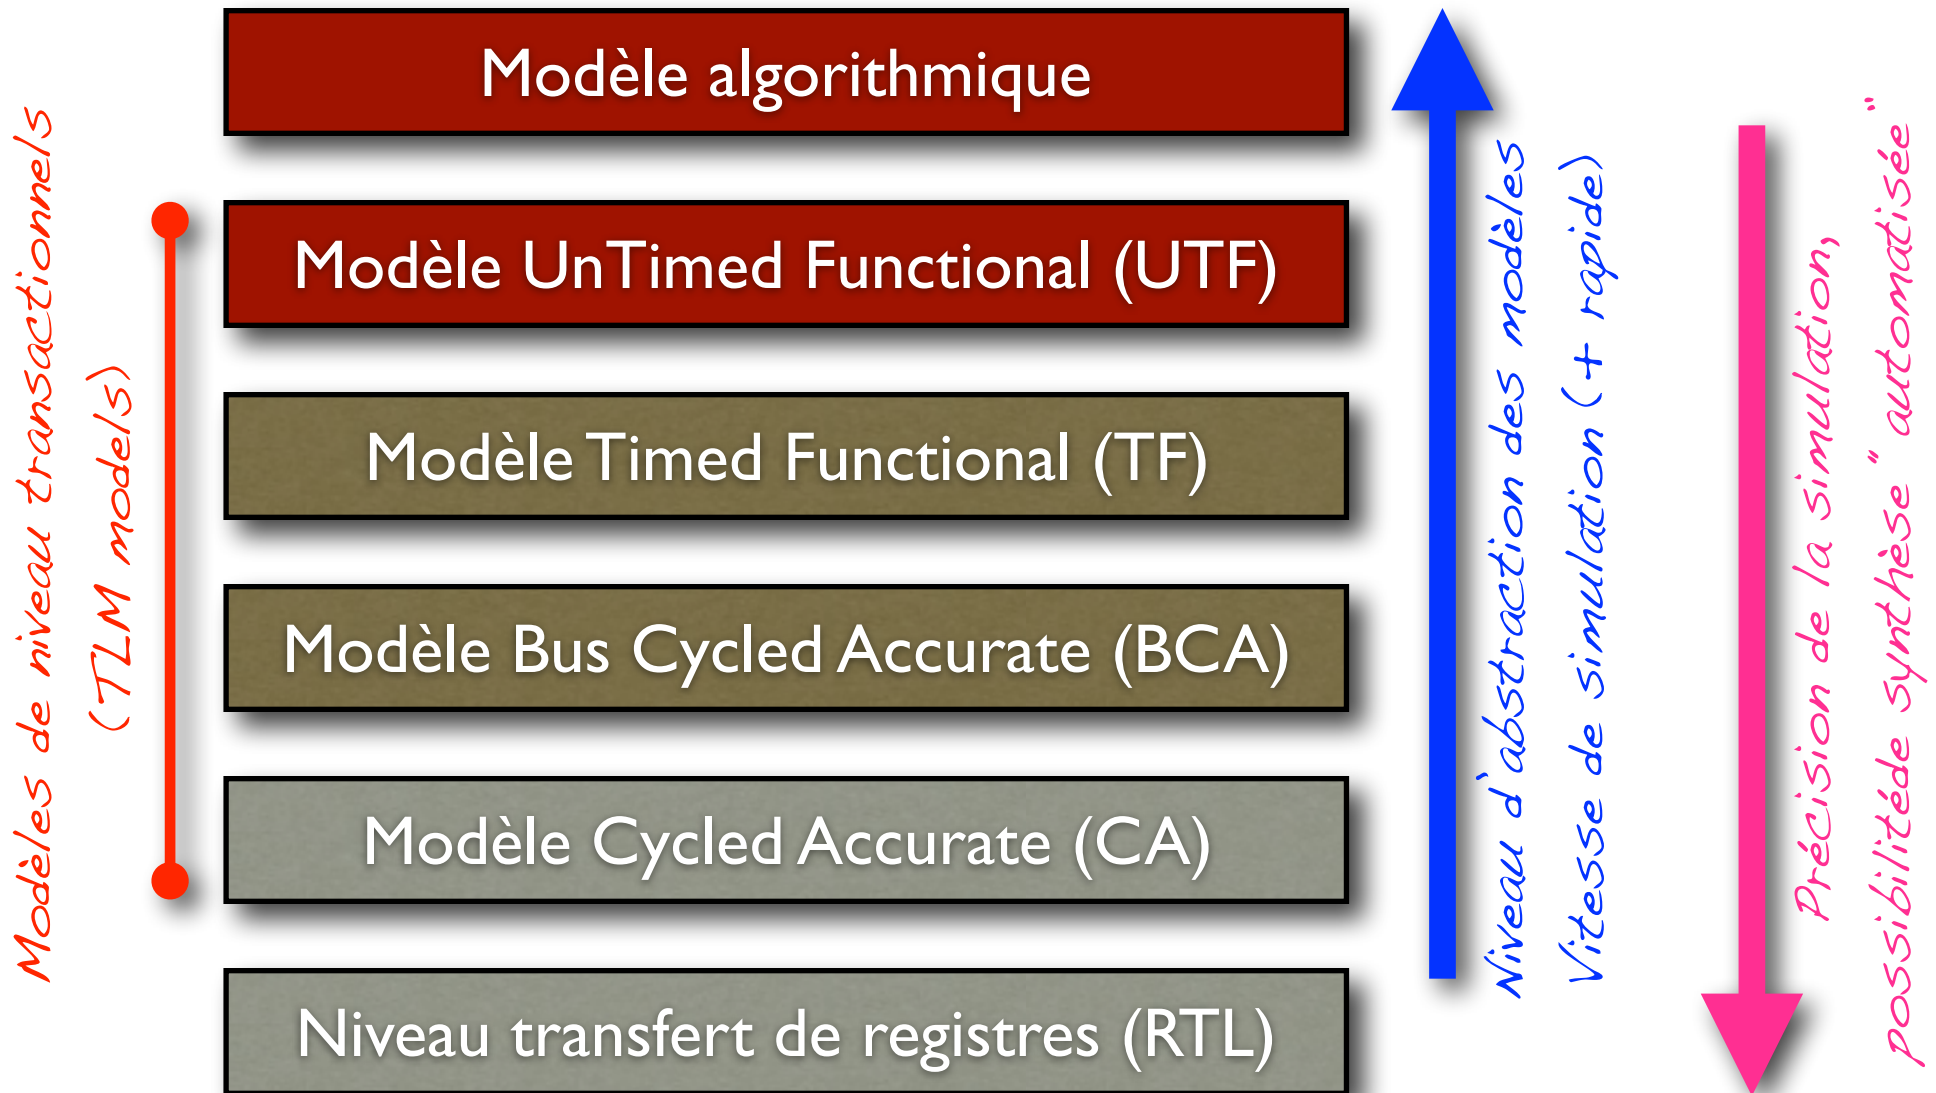 Modèles de niveau transactionnels
(TLM models)
Modèle algorithmique
Modèle UnTimed Functional (UTF)
Modèle Timed Functional (TF)
Modèle Bus Cycled Accurate (BCA)
Modèle Cycled Accurate (CA)
Niveau transfert de registres (RTL)
Niveau d'abstraction des modèles
Vitesse de simulation (+ rapide)
Précision de la simulation,
possibilitéde synthèse "automatisée"